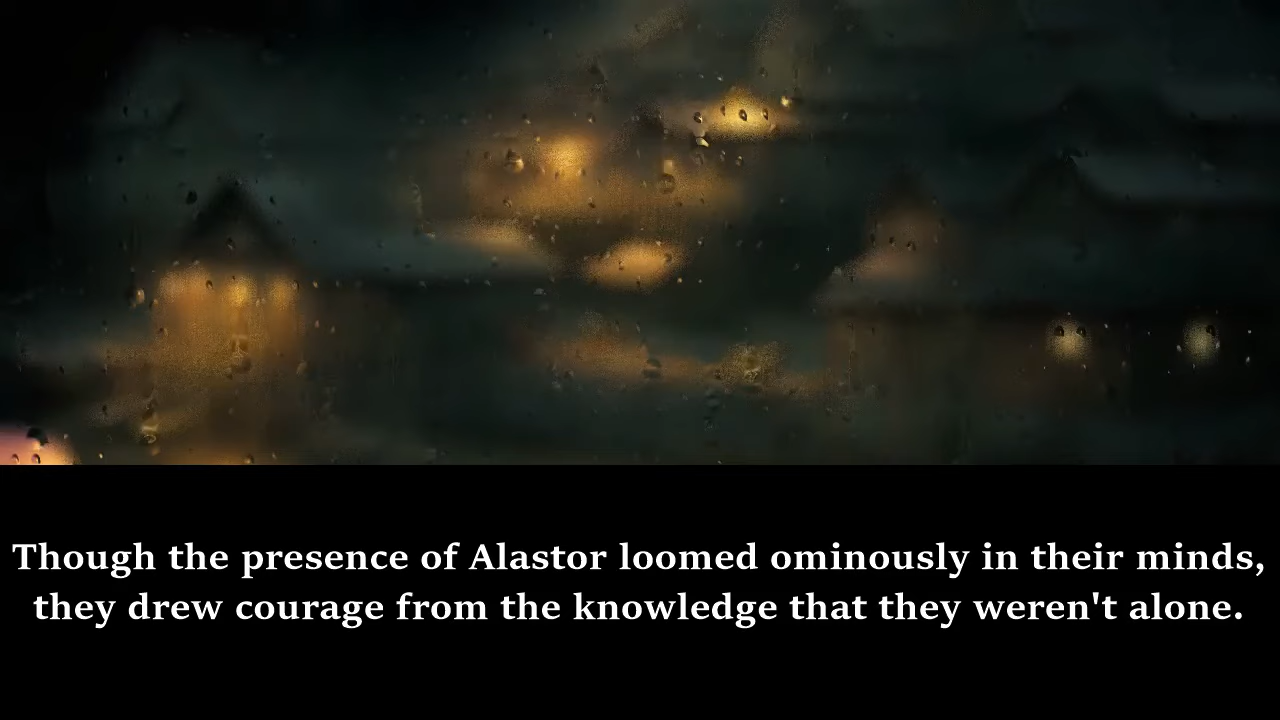 Though the presence of Alastor loomed ominously in their minds,
they drew courage from the knowledge that they weren't alone.